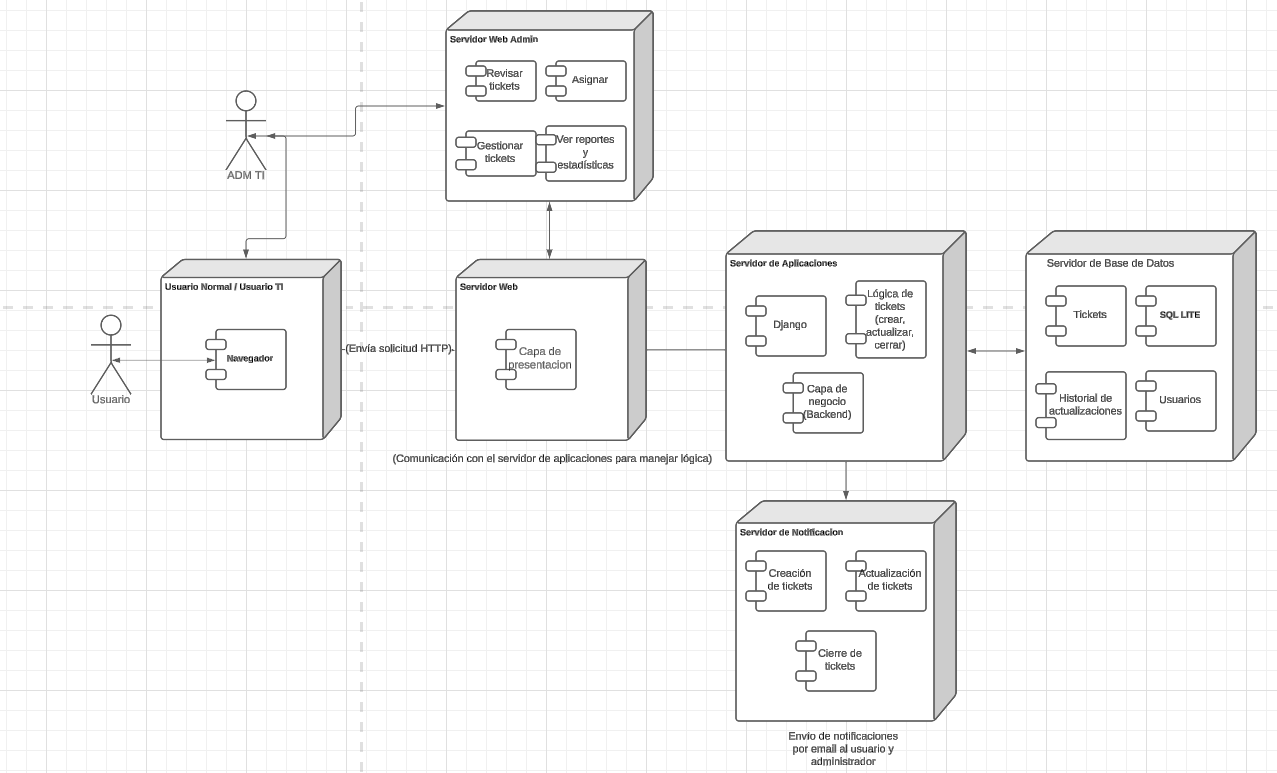 Servidor Web Admin
Revisar
tickets
Asignar
Gestionar
tickets
Ver reportes
y
estadísticas
ADM TI
Usuario Normal / Usuario TI
Navegador
Usuario
(Envía solicitud HTTP)
Servidor Web
Capa de
presentacion
(Comunicación con el servidor de aplicaciones para manejar lógica)
Servidor de Aplicaciones
Django
Lógica de
tickets
(crear,
actualizar,
cerrar)
Capa de
negocio
(Backend)
Servidor de Base de Datos
Tickets
SQL LITE
Historial de
actualizaciones
Usuarios
Servidor de Notificacion
Creación
de tickets
Actualización
de tickets
Cierre de
tickets
Envío de notificaciones
por email al usuario y
administrador